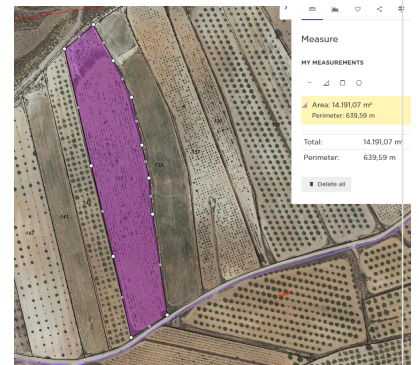 Measure
MY MEASUREMENTS
Area: 14.191,07 m²
Perimeter: 639,59 m
Total: 14.191,07 m²
Perimeter: 639,59 m
Delete all
141